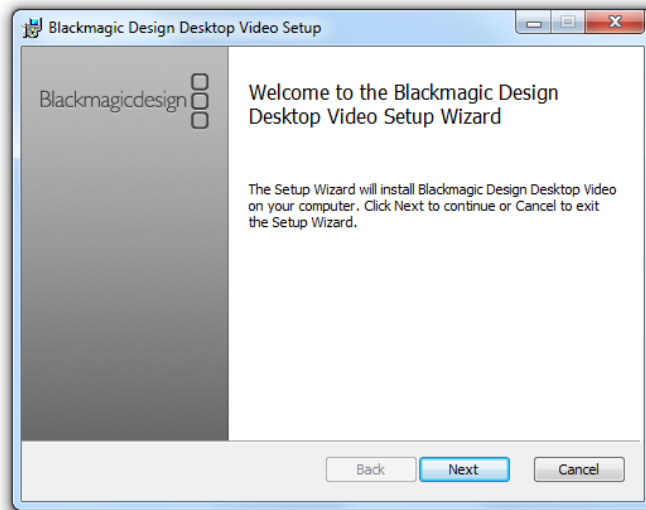 Blackmagic Design Desktop Video Setup
Blackmagicdesign
Welcome to the Blackmagic Design
Desktop Video Setup Wizard
The Setup Wizard will install Blackmagic Design Desktop Video
on your computer. Click Next to continue or Cancel to exit
the Setup Wizard.
Back
Next
Cancel